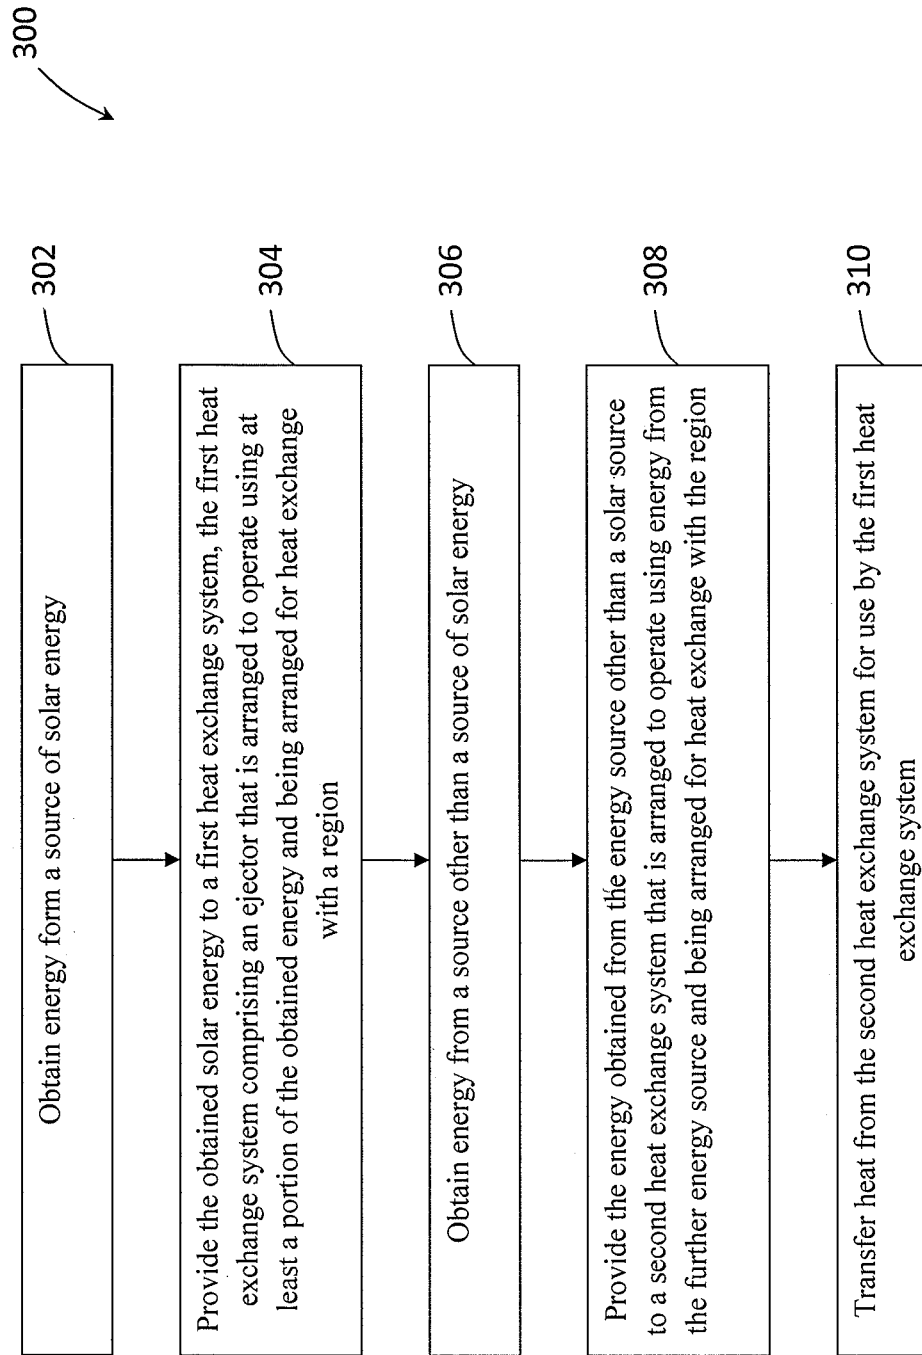 300
302
Obtain energy form a source of solar energy
304
Provide the obtained solar energy to a first heat exchange system, the first heat
exchange system comprising an ejector that is arranged to operate using at
least a portion of the obtained energy and being arranged for heat exchange
with a region
306
Obtain energy from a source other than a source of solar energy
308
Provide the energy obtained from the energy source other than a solar source
to a second heat exchange system that is arranged to operate using energy from
the further energy source and being arranged for heat exchange with the region
310
Transfer heat from the second heat exchange system for use by the first heat
exchange system